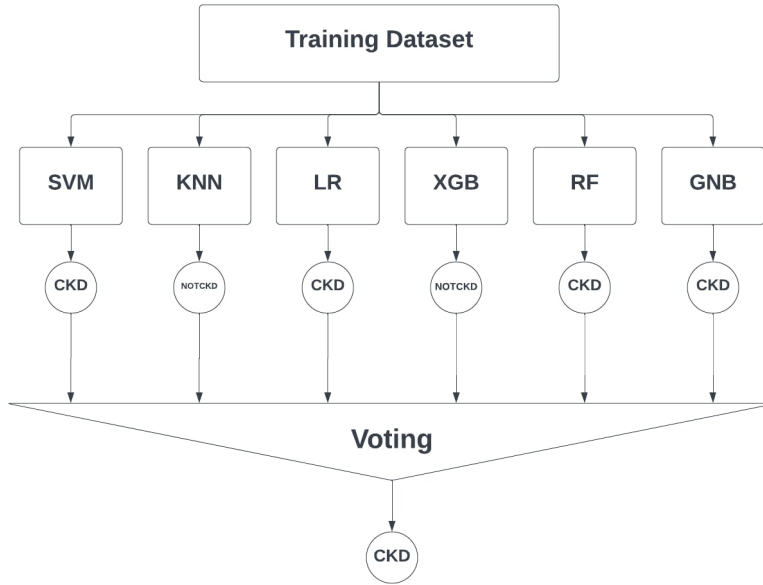 Training Dataset
SVM
KNN
LR
XGB
RF
GNB
CKD
NOTCKD
CKD
NOTCKD
CKD
CKD
Voting
CKD